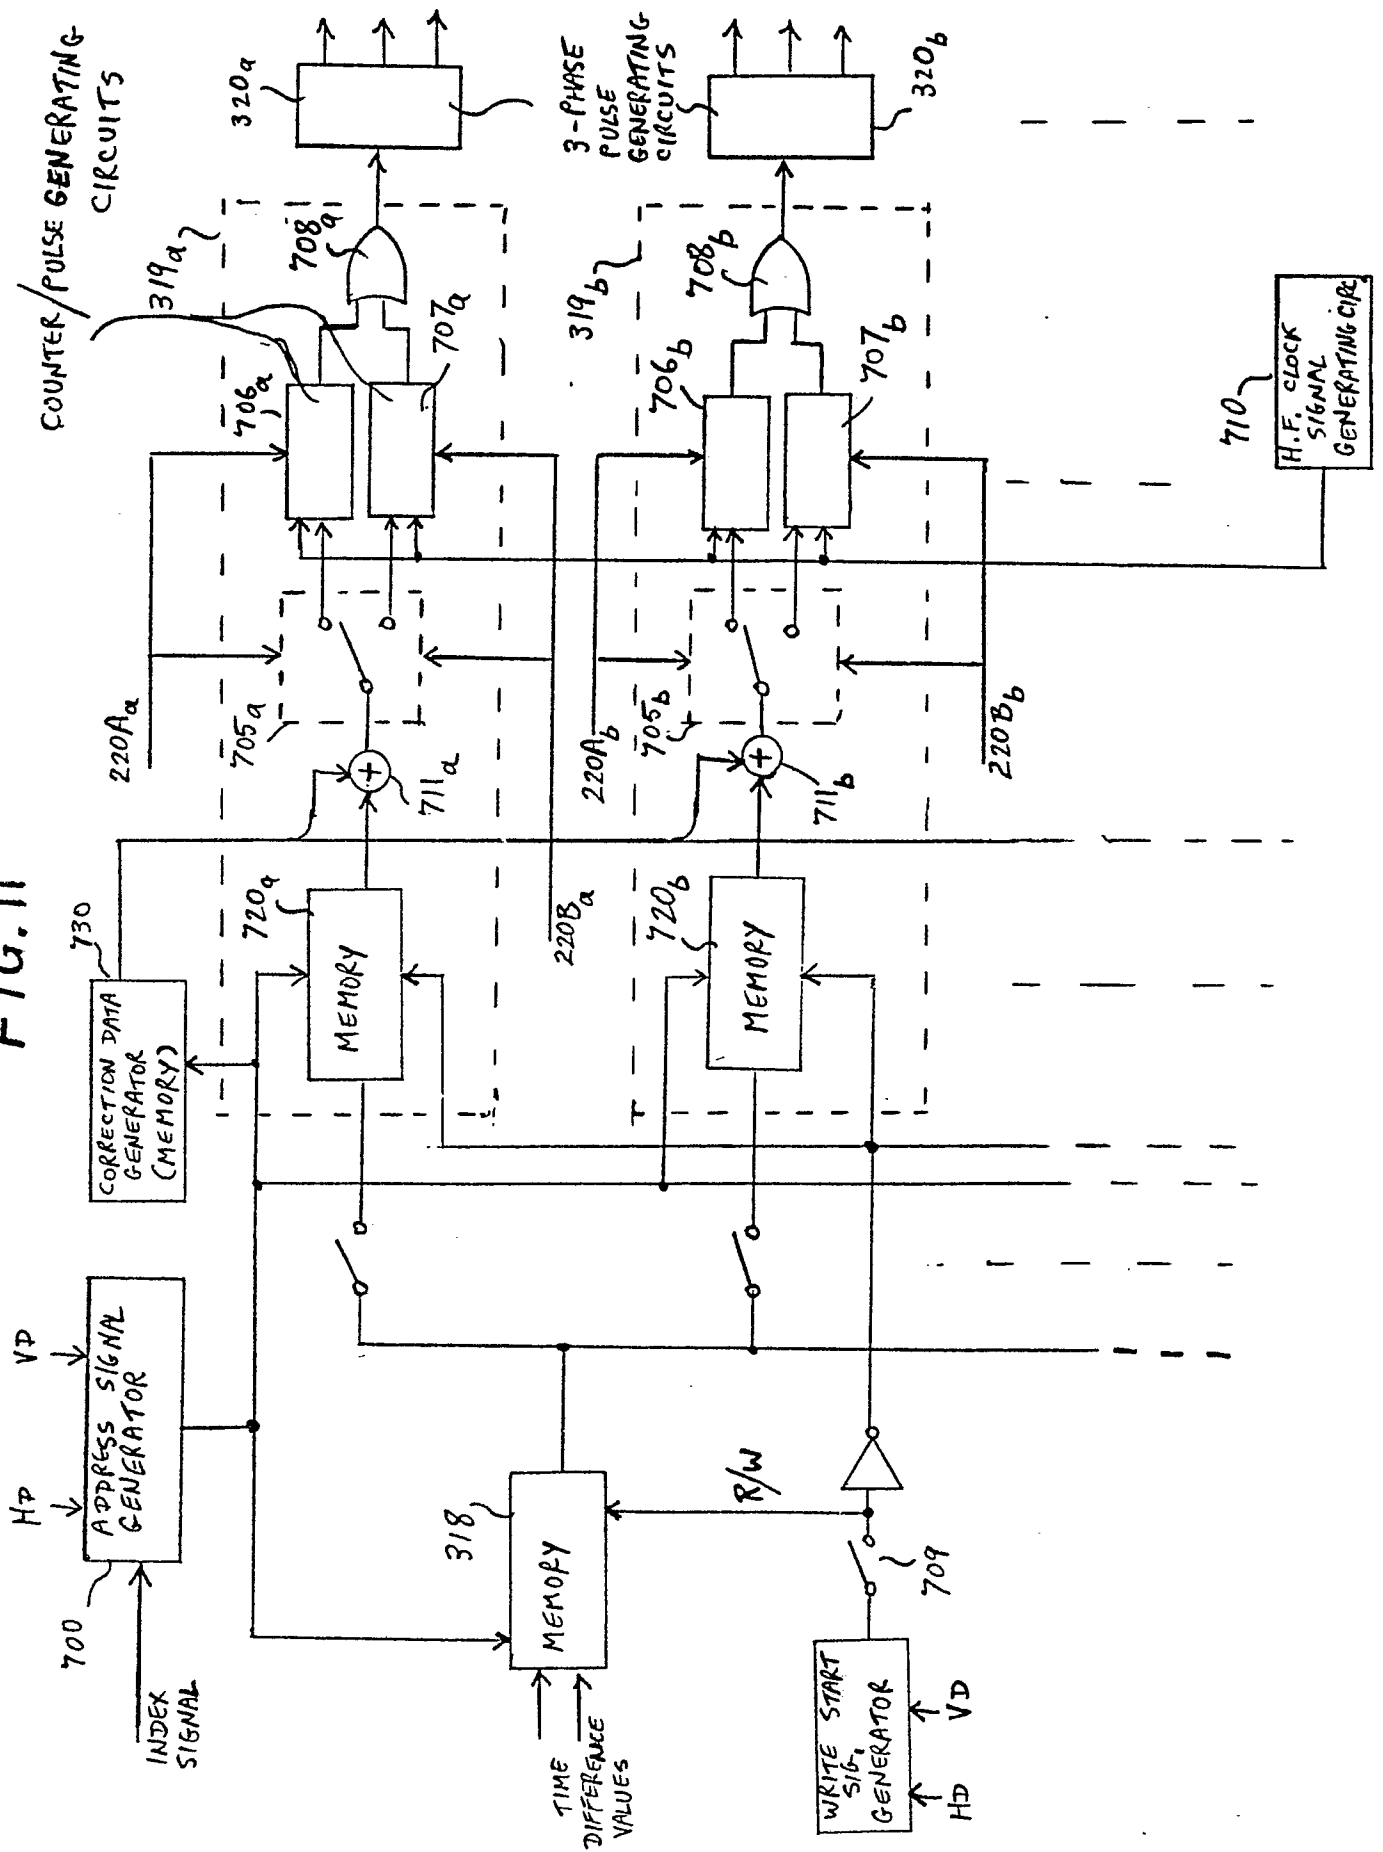 FIG. 11
HD
VD
INDEX
SIGNAL
700
ADDRESS SIGNAL
GENERATOR
730
CORRECTION DATA
GENERATOR
(MEMORY)
TIME
DIFFERENCE
VALUES
318
MEMORY
R/W
WRITE START
SIG.
GENERATOR
HD
VD
709
720a
MEMORY
720b
MEMORY
711a
711b
705a
705b
220Aa
220Ba
220Ab
220Bb
COUNTER/PULSE GENERATING
CIRCUITS
319a
706a
707a
708a
319b
706b
707b
708b
320a
3-PHASE
PULSE
GENERATING
CIRCUITS
320b
710
H.F. CLOCK
SIGNAL
GENERATING CIRC.